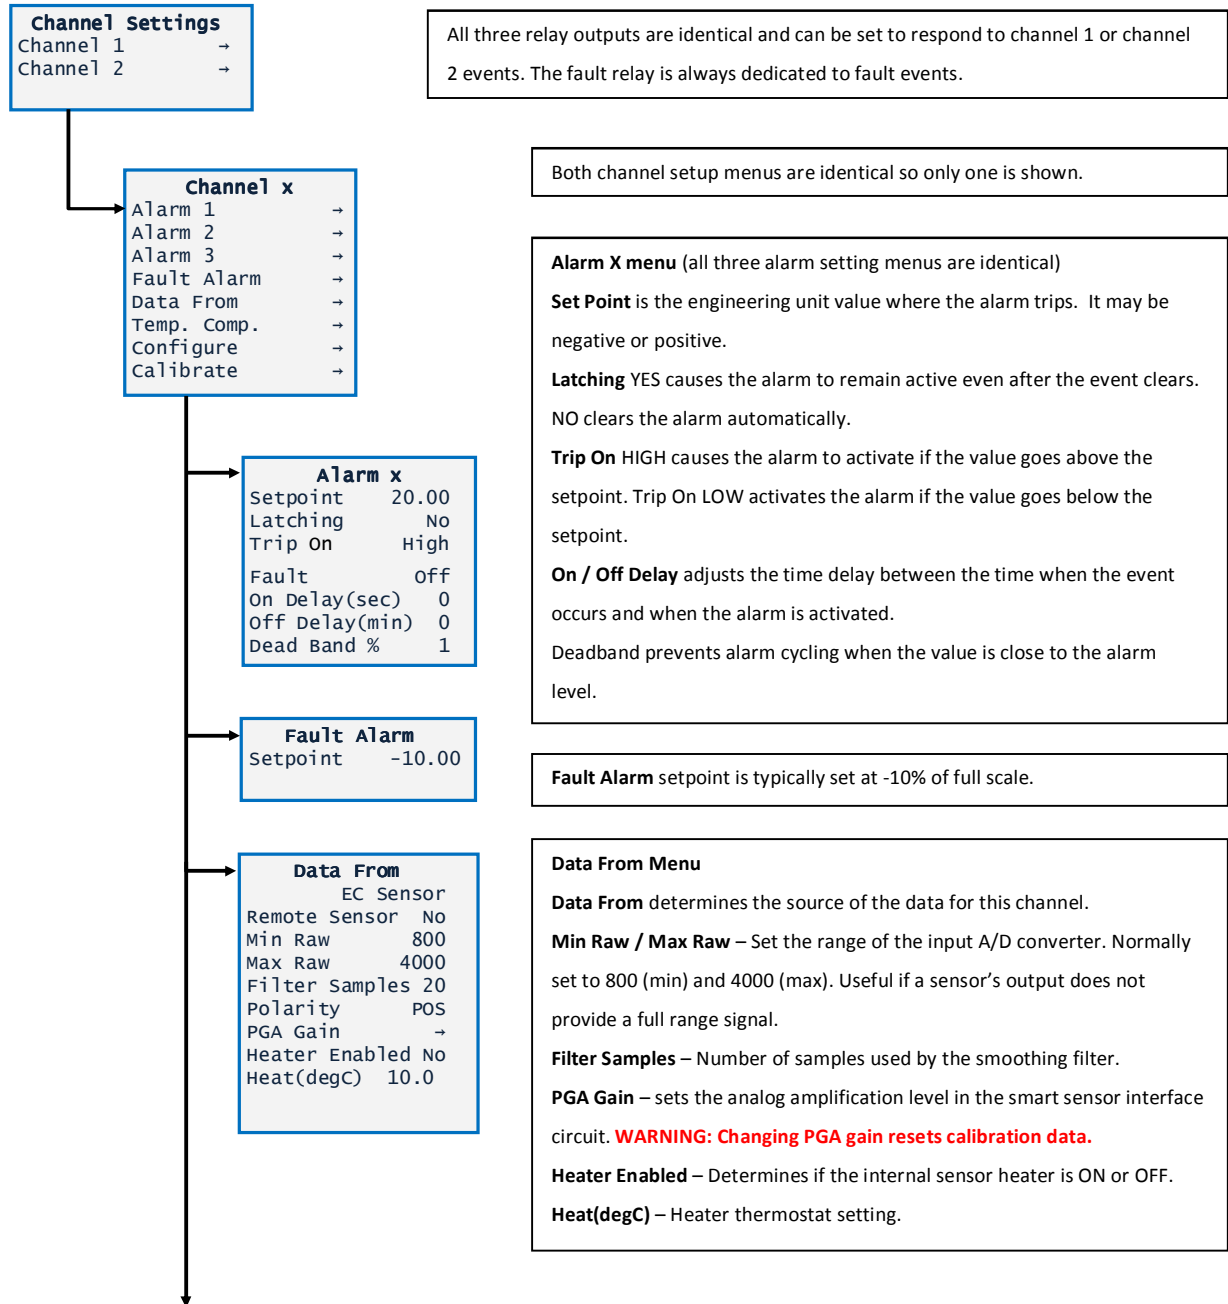 Channel Settings
Channel 1 →
Channel 2 →
All three relay outputs are identical and can be set to respond to channel 1 or channel
2 events. The fault relay is always dedicated to fault events.
Channel x
Alarm 1 →
Alarm 2 →
Alarm 3 →
Fault Alarm →
Data From →
Temp. Comp. →
Configure →
Calibrate →
Both channel setup menus are identical so only one is shown.
Alarm x
Setpoint 20.00
Latching No
Trip On High
Fault Off
On Delay(sec) 0
Off Delay(min) 0
Dead Band % 1
Alarm X menu (all three alarm setting menus are identical)
Set Point is the engineering unit value where the alarm trips. It may be
negative or positive.
Latching YES causes the alarm to remain active even after the event clears.
NO clears the alarm automatically.
Trip On HIGH causes the alarm to activate if the value goes above the
setpoint. Trip On LOW activates the alarm if the value goes below the
setpoint.
On / Off Delay adjusts the time delay between the time when the event
occurs and when the alarm is activated.
Deadband prevents alarm cycling when the value is close to the alarm
level.
Fault Alarm
Setpoint -10.00
Fault Alarm setpoint is typically set at -10% of full scale.
Data From
EC Sensor
Remote Sensor No
Min Raw 800
Max Raw 4000
Filter Samples 20
Polarity POS
PGA Gain →
Heater Enabled No
Heat(degC) 10.0
Data From Menu
Data From determines the source of the data for this channel.
Min Raw / Max Raw – Set the range of the input A/D converter. Normally
set to 800 (min) and 4000 (max). Useful if a sensor’s output does not
provide a full range signal.
Filter Samples – Number of samples used by the smoothing filter.
PGA Gain – sets the analog amplification level in the smart sensor interface
circuit. WARNING: Changing PGA gain resets calibration data.
Heater Enabled – Determines if the internal sensor heater is ON or OFF.
Heat(degC) – Heater thermostat setting.